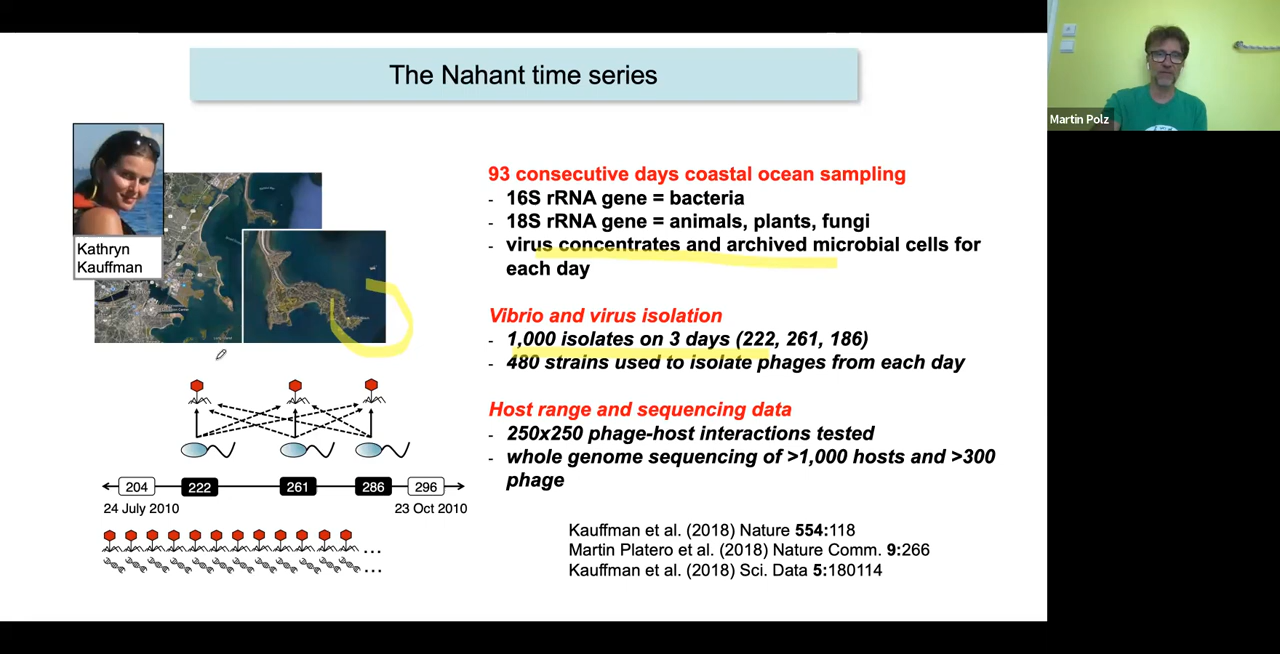 The Nahant time series
Martin Polz
Kathryn
Kauffman
93 consecutive days coastal ocean sampling
- 16S rRNA gene = bacteria
- 18S rRNA gene = animals, plants, fungi
- virus concentrates and archived microbial cells for
each day
Vibrio and virus isolation
- 1,000 isolates on 3 days (222, 261, 186)
- 480 strains used to isolate phages from each day
Host range and sequencing data
- 250x250 phage-host interactions tested
- whole genome sequencing of >1,000 hosts and >300
phage
204 222 261 286 296
24 July 2010 23 Oct 2010
...
...
Kauffman et al. (2018) Nature 554:118
Martin Platero et al. (2018) Nature Comm. 9:266
Kauffman et al. (2018) Sci. Data 5:180114